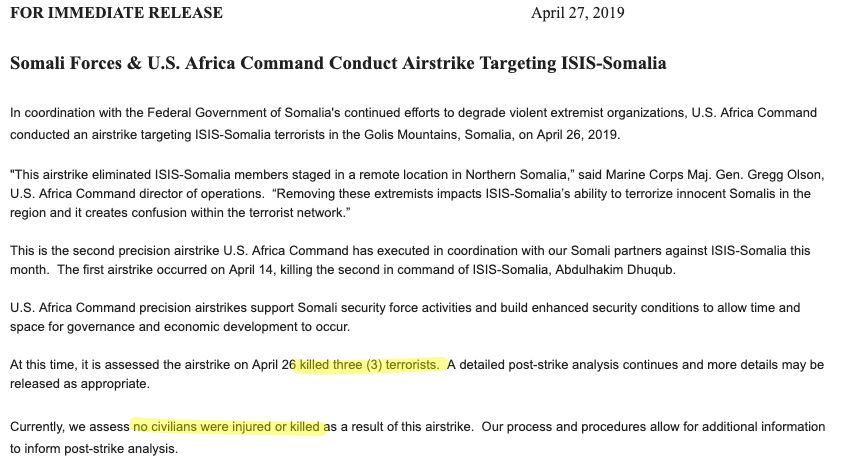 FOR IMMEDIATE RELEASE April 27, 2019
Somali Forces & U.S. Africa Command Conduct Airstrike Targeting ISIS-Somalia
In coordination with the Federal Government of Somalia's continued efforts to degrade violent extremist organizations, U.S. Africa Command
conducted an airstrike targeting ISIS-Somalia terrorists in the Golis Mountains, Somalia, on April 26, 2019.
"This airstrike eliminated ISIS-Somalia members staged in a remote location in Northern Somalia,” said Marine Corps Maj. Gen. Gregg Olson,
U.S. Africa Command director of operations. “Removing these extremists impacts ISIS-Somalia’s ability to terrorize innocent Somalis in the
region and it creates confusion within the terrorist network.”
This is the second precision airstrike U.S. Africa Command has executed in coordination with our Somali partners against ISIS-Somalia this
month. The first airstrike occurred on April 14, killing the second in command of ISIS-Somalia, Abdulhakim Dhuqub.
U.S. Africa Command precision airstrikes support Somali security force activities and build enhanced security conditions to allow time and
space for governance and economic development to occur.
At this time, it is assessed the airstrike on April 26 killed three (3) terrorists. A detailed post-strike analysis continues and more details may be
released as appropriate.
Currently, we assess no civilians were injured or killed as a result of this airstrike. Our process and procedures allow for additional information
to inform post-strike analysis.